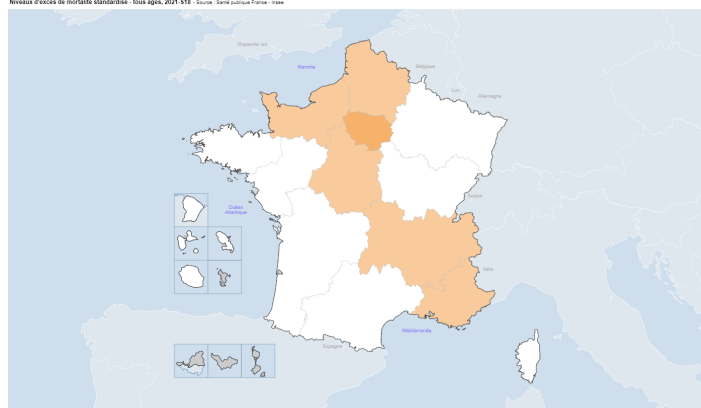 Niveaux d'excès de mortalité standardisé - tous âges, 2021-S18 - Source : Santé publique France - Insee
Royaume-uni
Manche
Belgique
Lux
Allemagne
Suisse
Océan
Atlantique
Italie
Méditerranée
Espagne